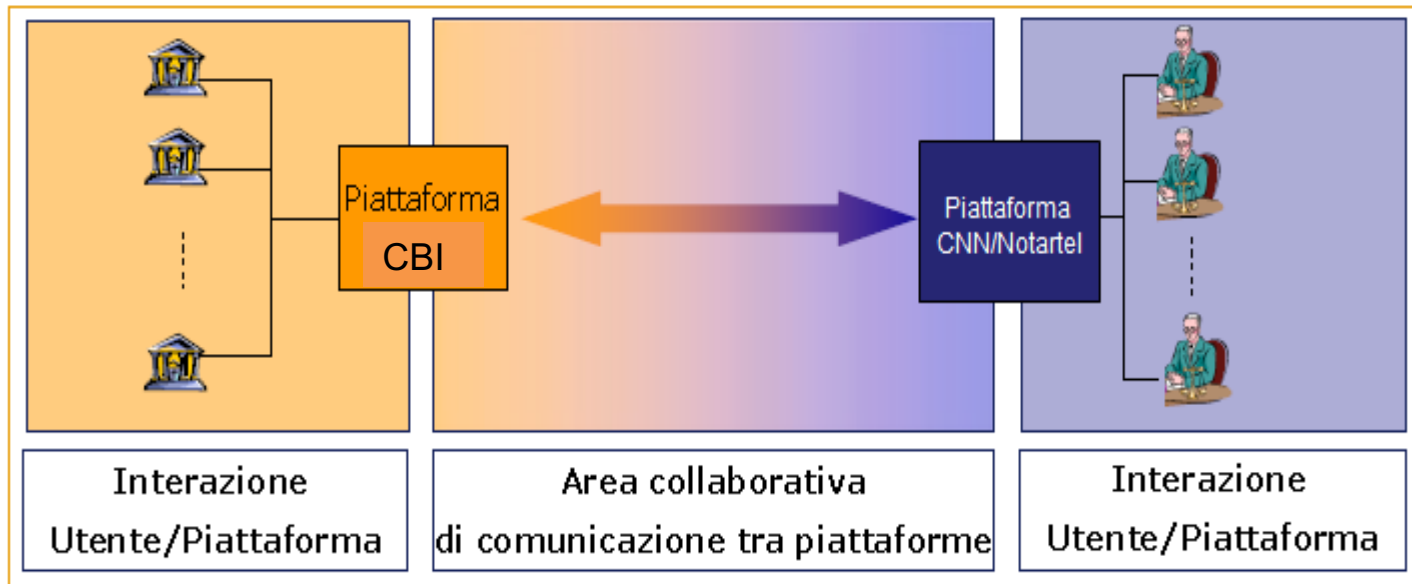 Piattaforma
CBI
Piattaforma
CNN/Notartel
Interazione
Utente/Piattaforma
Area collaborativa
di comunicazione tra piattaforme
Interazione
Utente/Piattaforma